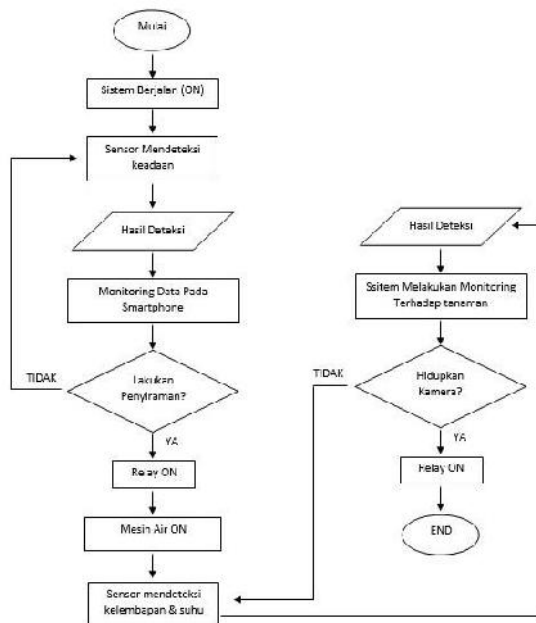 Mulai
Sistem Berjalan (ON)
Sensor Mendeteksi
keadaan
Hasil Deteksi
Monitoring Data Pada
Smartphone
TIDAK
Lakukan
Penyiraman?
YA
Relay ON
Mesin Air ON
Sensor mendeteksi
kelembapan & suhu
Hasil Deteksi
Ssitem Melakukan Monitoring
Terhadap tanaman
TIDAK
Hidupkan
Kamera?
YA
Relay ON
END